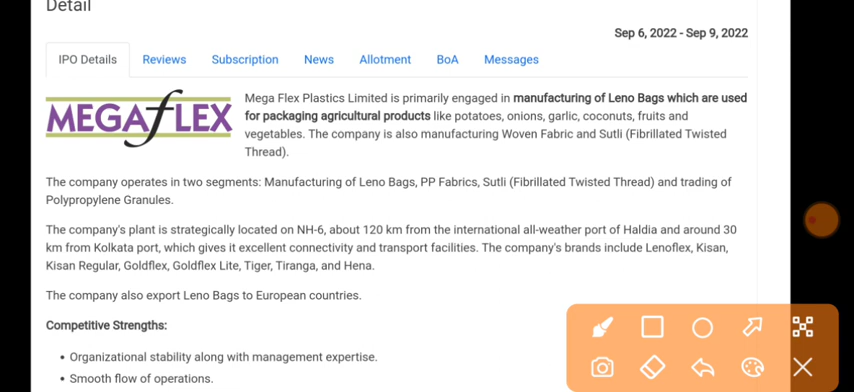 Detail
Sep 6, 2022 - Sep 9, 2022
IPO Details Reviews Subscription News Allotment BoA Messages
MEGAfLEX
Mega Flex Plastics Limited is primarily engaged in manufacturing of Leno Bags which are used
for packaging agricultural products like potatoes, onions, garlic, coconuts, fruits and
vegetables. The company is also manufacturing Woven Fabric and Sutli (Fibrillated Twisted
Thread).
The company operates in two segments: Manufacturing of Leno Bags, PP Fabrics, Sutli (Fibrillated Twisted Thread) and trading of
Polypropylene Granules.
The company's plant is strategically located on NH-6, about 120 km from the international all-weather port of Haldia and around 30
km from Kolkata port, which gives it excellent connectivity and transport facilities. The company's brands include Lenoflex, Kisan,
Kisan Regular, Goldflex, Goldflex Lite, Tiger, Tiranga, and Hena.
The company also export Leno Bags to European countries.
Competitive Strengths:
• Organizational stability along with management expertise.
• Smooth flow of operations.